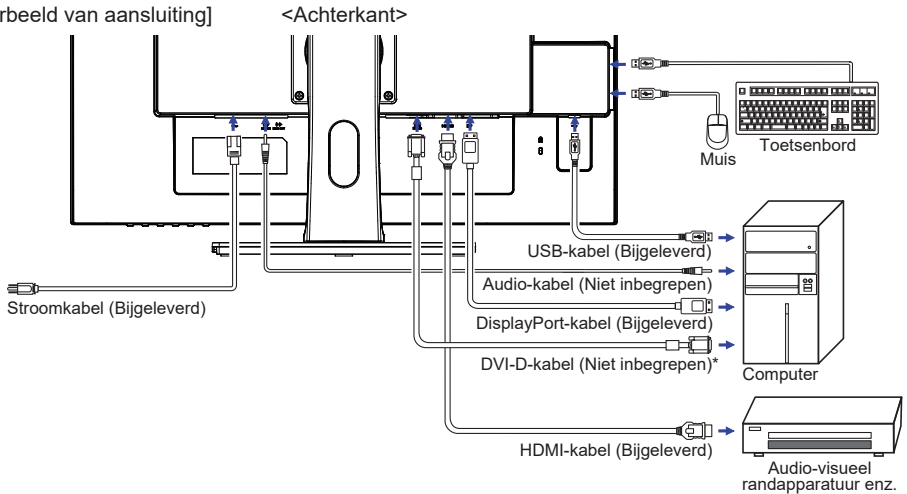 rbeeld van aansluiting]
<Achterkant>
Muis
Toetsenbord
USB-kabel (Bijgeleverd)
Audio-kabel (Niet inbegrepen)
Stroomkabel (Bijgeleverd)
DisplayPort-kabel (Bijgeleverd)
DVI-D-kabel (Niet inbegrepen)*
Computer
HDMI-kabel (Bijgeleverd)
Audio-visueel
randapparatuur enz.